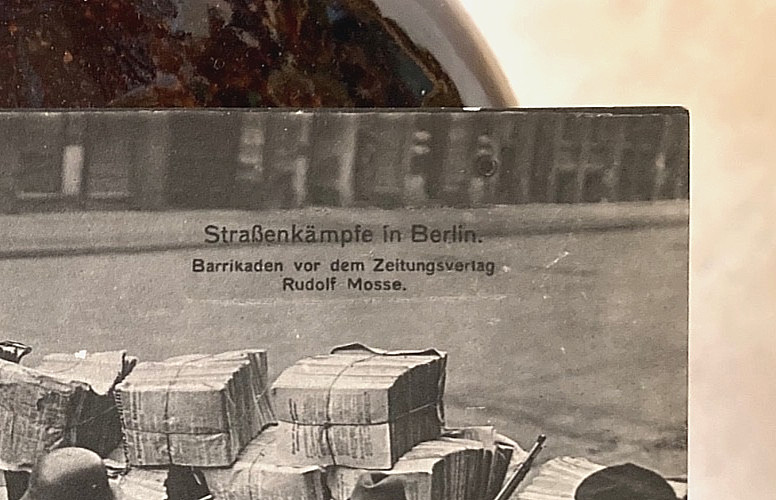 Straßenkämpfe in Berlin.
Barrikaden vor dem Zeitungsverlag
Rudolf Mosse.